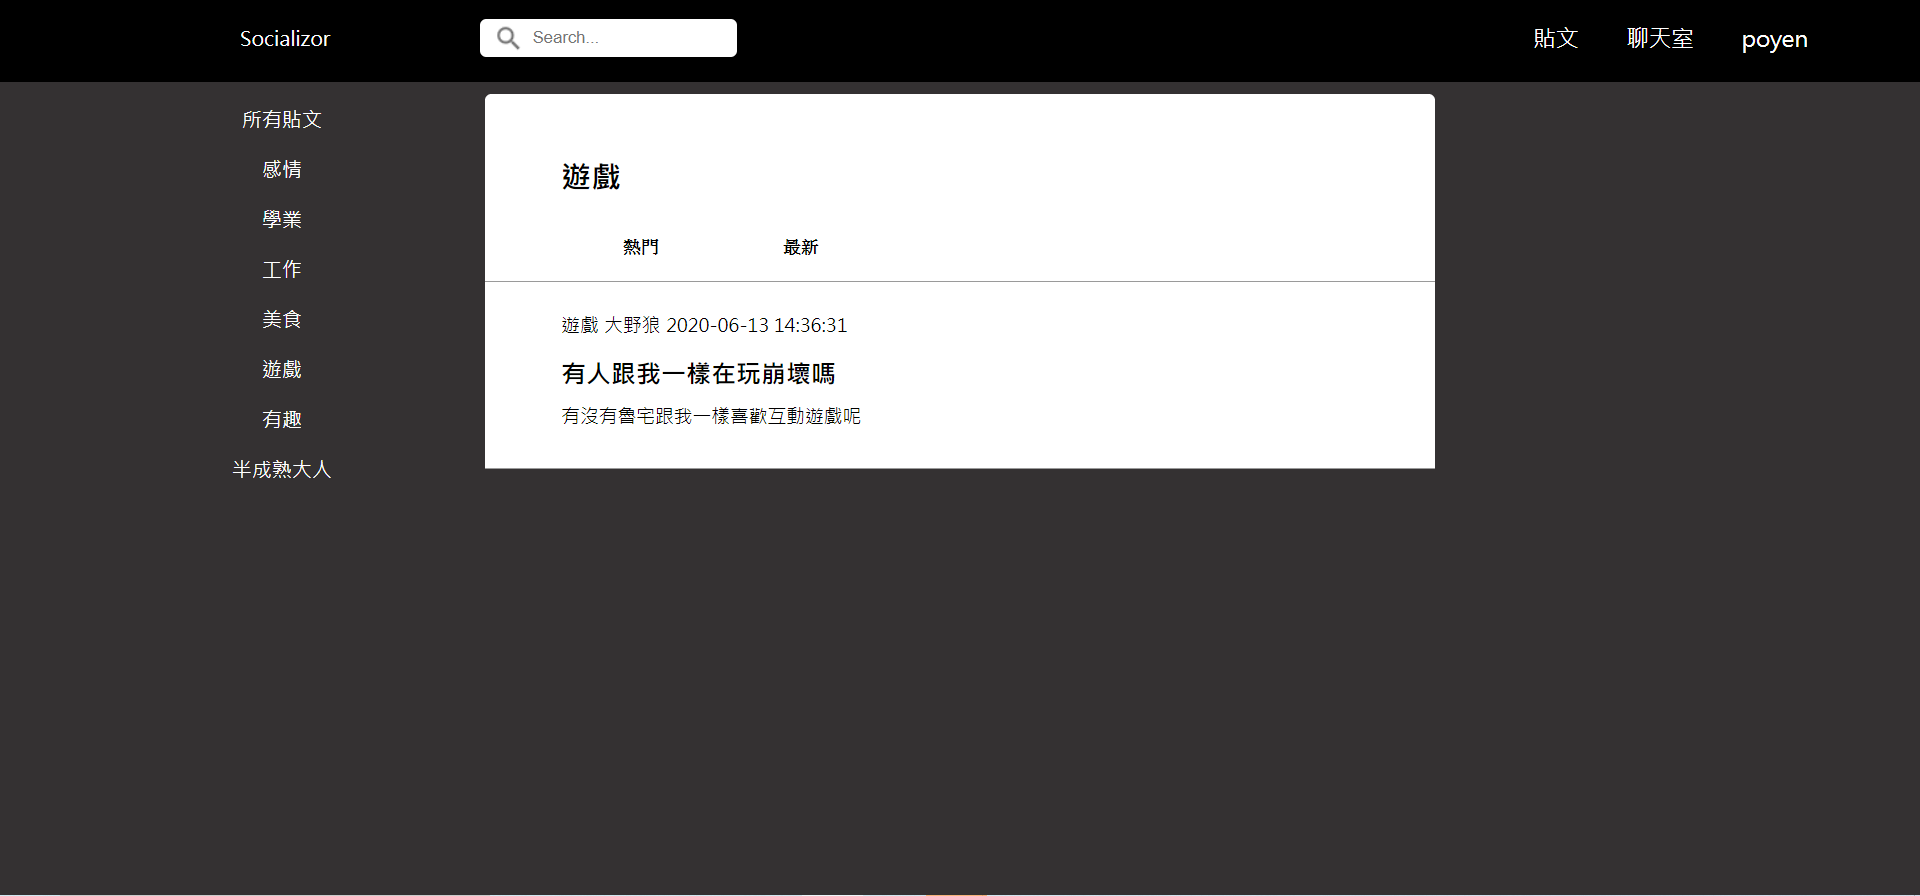 Socializor
Search...
貼文
聊天室
poyen
所有貼文
感情
學業
工作
美食
遊戲
有趣
半成熟大人
遊戲
熱門
最新
遊戲 大野狼 2020-06-13 14:36:31
有人跟我一樣在玩崩壞嗎
有沒有魯宅跟我一樣喜歡互動遊戲呢